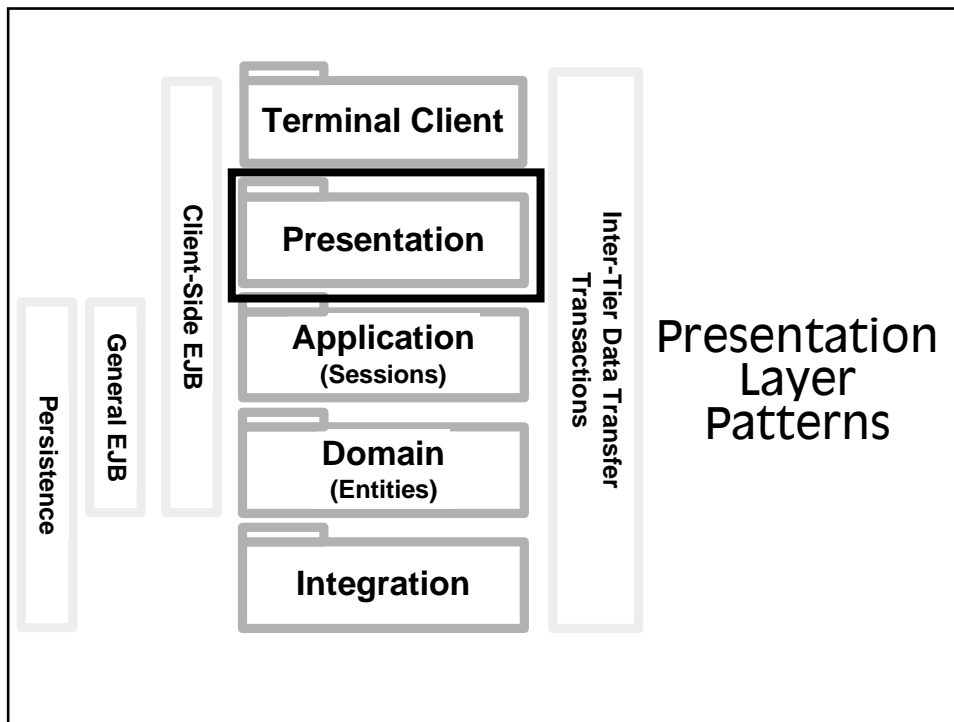 Terminal Client
Presentation
Application
(Sessions)
Domain
(Entities)
Integration
Persistence
General EJB
Client-Side EJB
Inter-Tier Data Transfer
Transactions
Presentation
Layer
Patterns